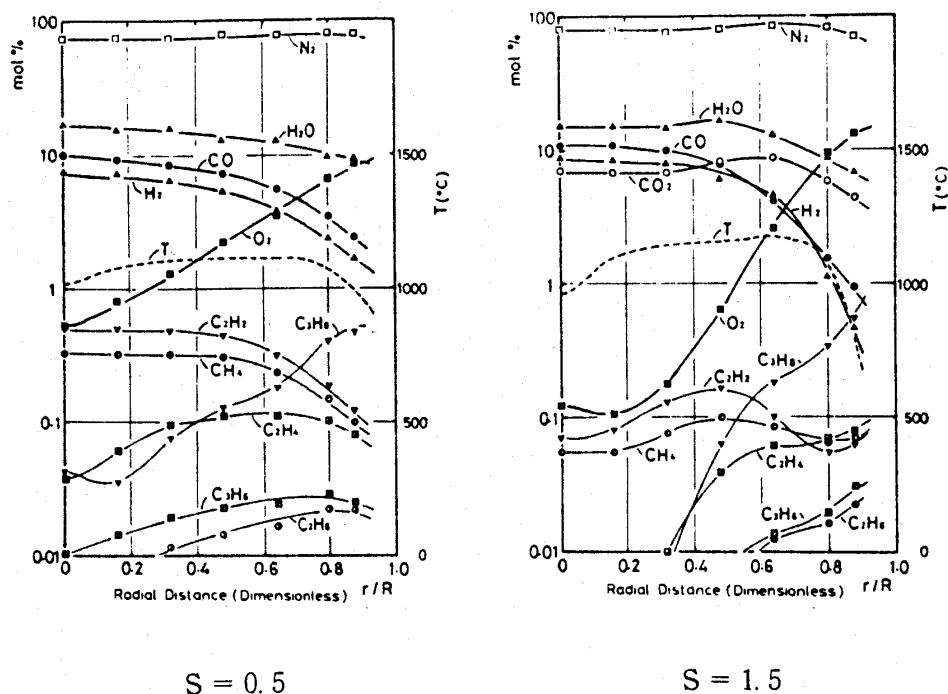 mol %
100
10
1
0.1
0.01
N2
H2O
CO
H2
O2
T
C2H2
C3H8
CH4
C2H4
C3H6
C2H6
1500
T(°C)
1000
500
0
0 0.2 0.4 0.6 0.8 1.0
Radial Distance (Dimensionless) r/R
S = 0.5
mol %
100
10
1
0.1
0.01
N2
H2O
CO
CO2
H2
T
O2
C3H8
C2H2
CH4
C2H4
C3H6
C2H6
1500
T(°C)
1000
500
0
0 0.2 0.4 0.6 0.8 1.0
Radial Distance (Dimensionless) r/R
S = 1.5